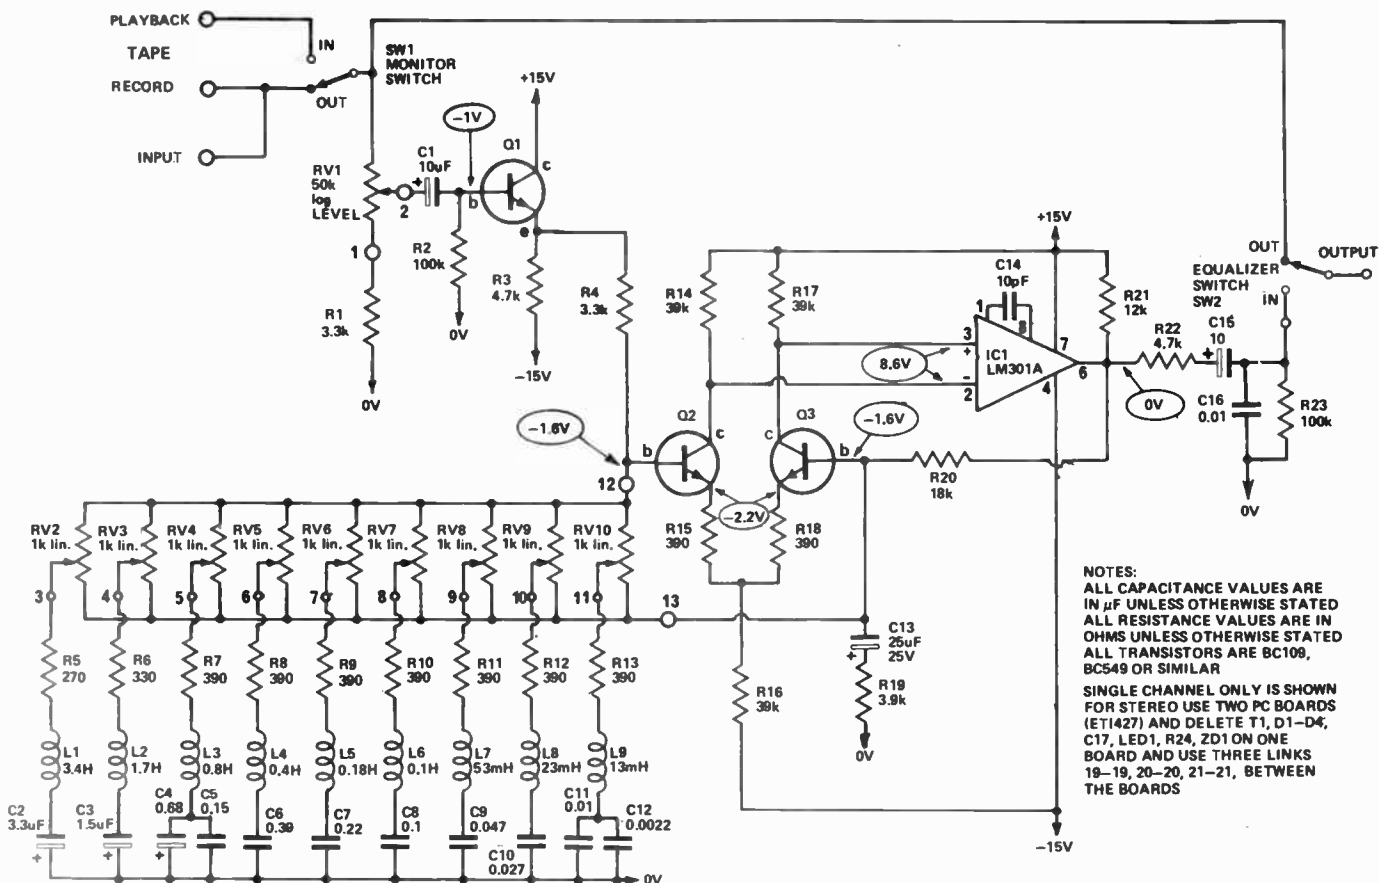 PLAYBACK
TAPE
RECORD
INPUT
IN
OUT
SW1
MONITOR
SWITCH
RV1
50k
log
LEVEL
2
1
R1
3.3k
0V
C1
10uF
+
−1V
b
Q1
c
e
+15V
R2
100k
0V
R3
4.7k
−15V
R4
3.3k
−1.6V
12
R14
39k
R17
39k
Q2
b
c
Q3
c
b
−1.6V
−2.2V
R15
390
R18
390
R16
39k
8.6V
C14
10pF
1
8
3
+
−
2
IC1
LM301A
7
4
6
+15V
R21
12k
R20
18k
0V
R22
4.7k
C15
10
+
C16
0.01
R23
100k
0V
OUT
EQUALIZER
SWITCH
SW2
IN
OUTPUT
13
C13
25uF
25V
+
R19
3.9k
0V
−15V
RV2
1k lin.
RV3
1k lin.
RV4
1k lin.
RV5
1k lin.
RV6
1k lin.
RV7
1k lin.
RV8
1k lin.
RV9
1k lin.
RV10
1k lin.
3
4
5
6
7
8
9
10
11
R5
270
R6
330
R7
390
R8
390
R9
390
R10
390
R11
390
R12
390
R13
390
L1
3.4H
L2
1.7H
L3
0.8H
L4
0.4H
L5
0.18H
L6
0.1H
L7
53mH
L8
23mH
L9
13mH
C2
3.3uF
+
C3
1.5uF
+
C4
0.68
+
C5
0.15
C6
0.39
C7
0.22
C8
0.1
C9
0.047
C10
0.027
C11
0.01
C12
0.0022
0V
NOTES:
ALL CAPACITANCE VALUES ARE
IN μF UNLESS OTHERWISE STATED
ALL RESISTANCE VALUES ARE IN
OHMS UNLESS OTHERWISE STATED
ALL TRANSISTORS ARE BC109,
BC549 OR SIMILAR
SINGLE CHANNEL ONLY IS SHOWN
FOR STEREO USE TWO PC BOARDS
(ETI427) AND DELETE T1, D1–D4,
C17, LED1, R24, ZD1 ON ONE
BOARD AND USE THREE LINKS
19–19, 20–20, 21–21, BETWEEN
THE BOARDS